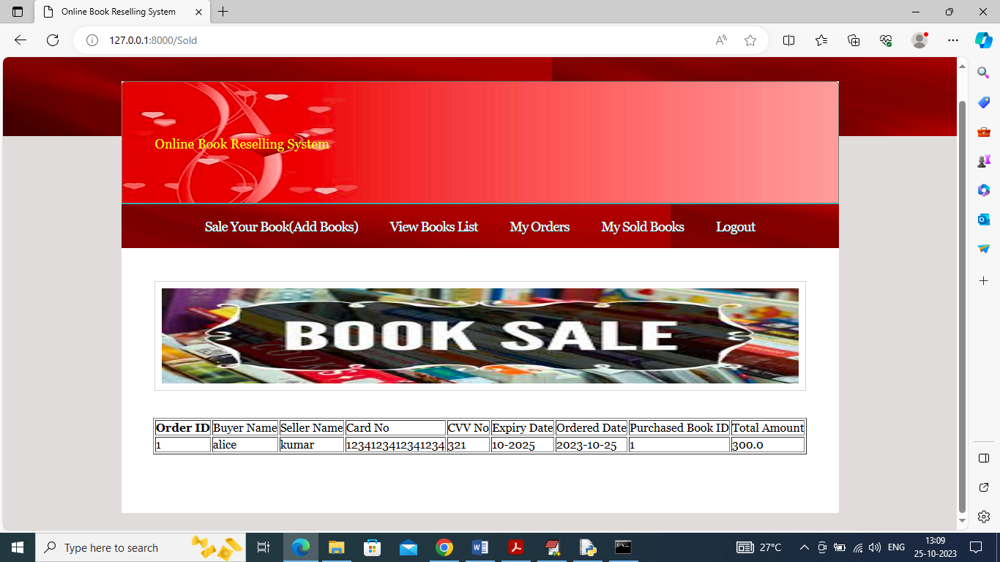 Online Book Reselling System
127.0.0.1:8000/Sold
Online Book Reselling System
Sale Your Book(Add Books) View Books List My Orders My Sold Books Logout
BOOK SALE
Order ID Buyer Name Seller Name Card No CVV No Expiry Date Ordered Date Purchased Book ID Total Amount
1 alice kumar 1234123412341234 321 10-2025 2023-10-25 1 300.0
Type here to search 27°C ENG 13:09
25-10-2023